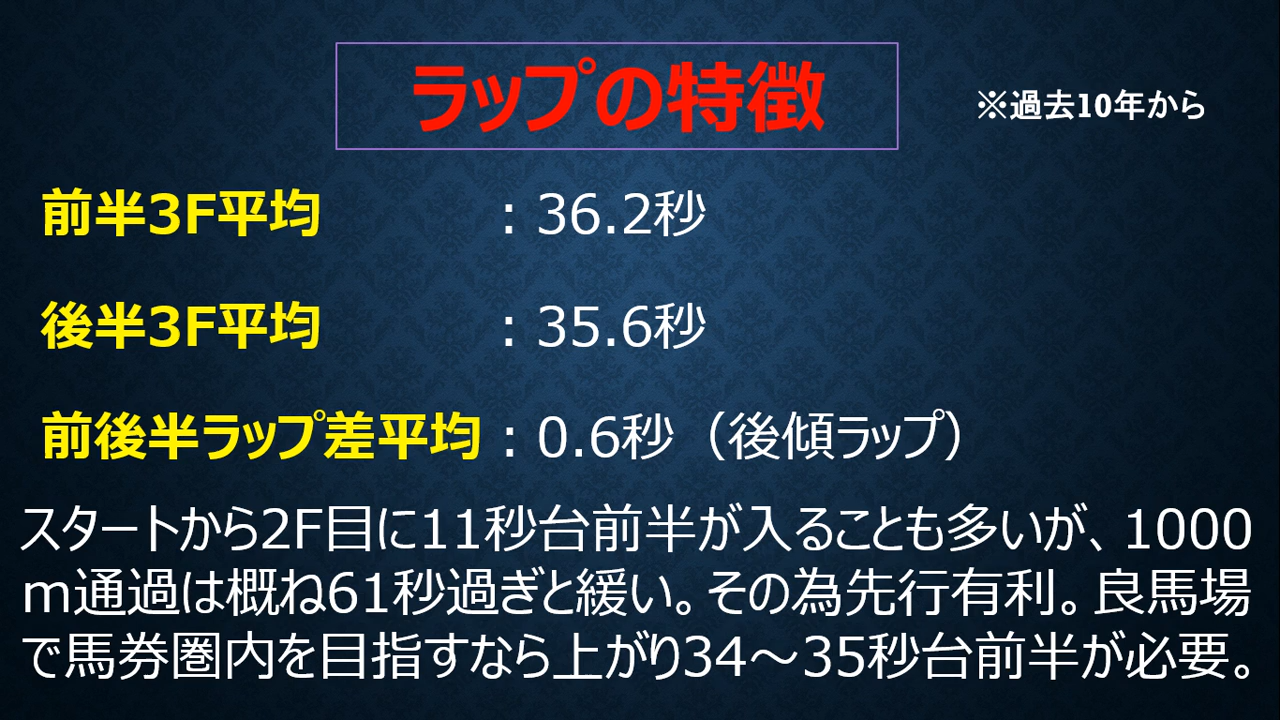 ラップの特徴
※過去10年から
前半3F平均 : 36.2秒
後半3F平均 : 35.6秒
前後半ラップ差平均 : 0.6秒（後傾ラップ）
スタートから2F目に11秒台前半が入ることも多いが、1000
m通過は概ね61秒過ぎと緩い。その為先行有利。良馬場
で馬券圏内を目指すなら上がり34～35秒台前半が必要。